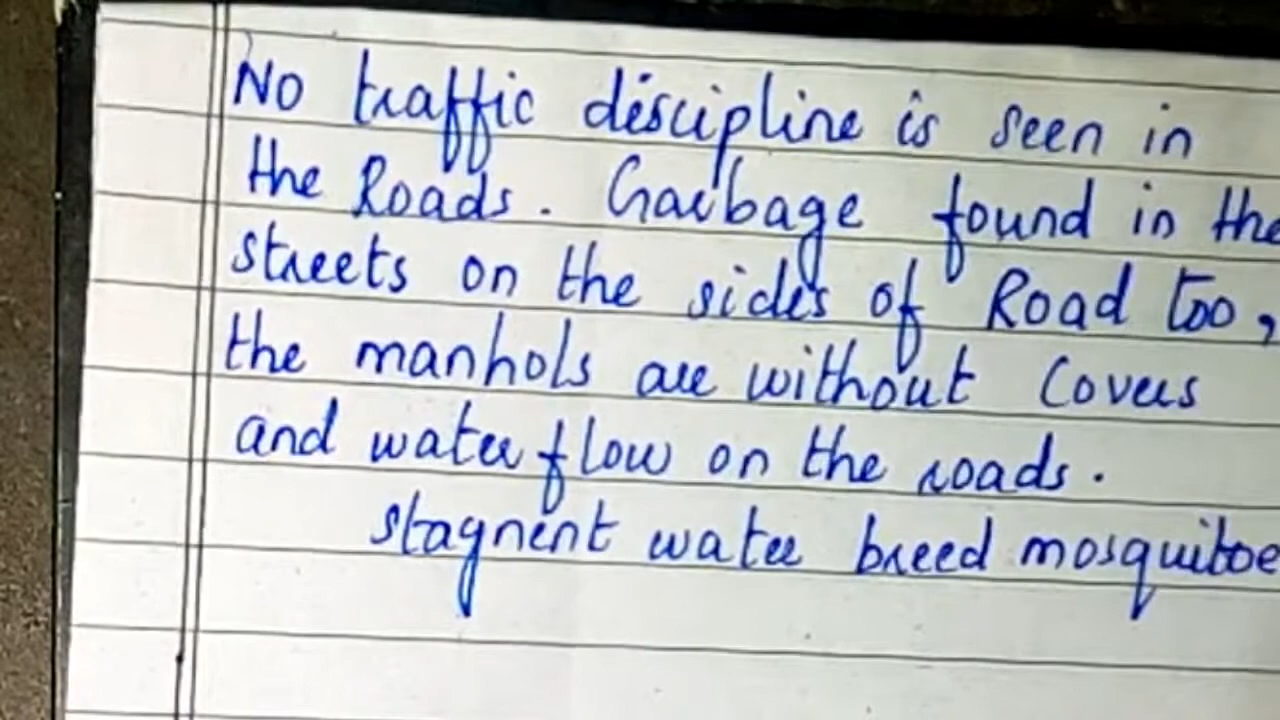 No traffic discipline is seen in
the Roads. Garbage found in the
streets on the sides of Road too,
the manhols are without Covers
and water flow on the roads.
stagnent water breed mosquitoe